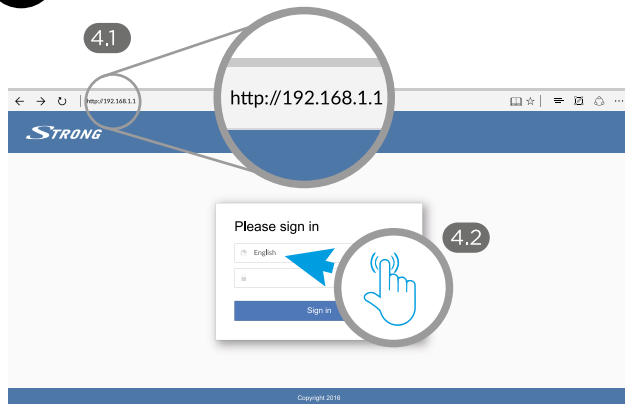 4.1
http://192.168.1.1
http://192.168.1.1
STRONG
Please sign in
4.2
English
Sign in
Copyright 2016